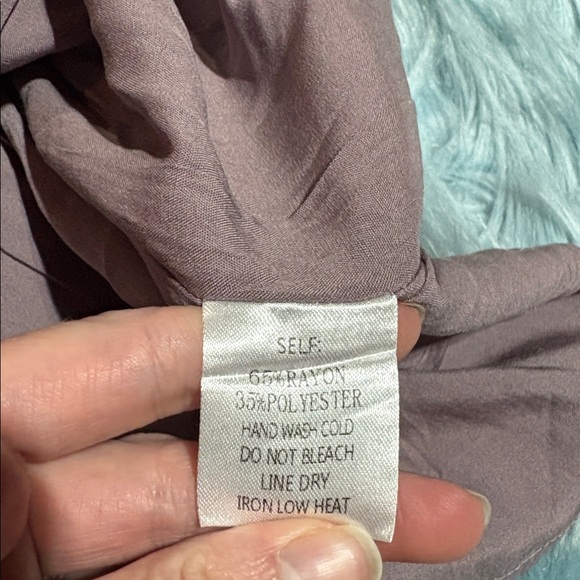 SELF:
65%RAYON
35%POLYESTER
HAND WASH COLD
DO NOT BLEACH
LINE DRY
IRON LOW HEAT